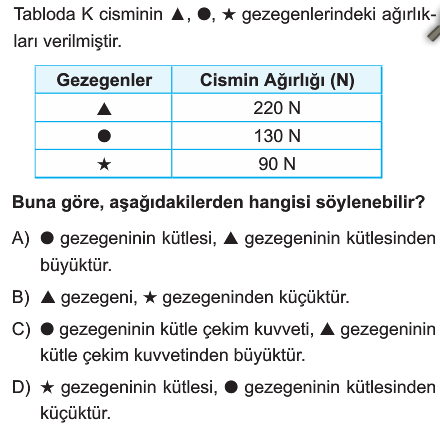 Tabloda K cisminin ▲, ●, ★ gezegenlerindeki ağırlık-
ları verilmiştir.
Gezegenler Cismin Ağırlığı (N)
▲ 220 N
● 130 N
★ 90 N
Buna göre, aşağıdakilerden hangisi söylenebilir?
A) ● gezegeninin kütlesi, ▲ gezegeninin kütlesinden
büyüktür.
B) ▲ gezegeni, ★ gezegeninden küçüktür.
C) ● gezegeninin kütle çekim kuvveti, ▲ gezegeninin
kütle çekim kuvvetinden büyüktür.
D) ★ gezegeninin kütlesi, ● gezegeninin kütlesinden
küçüktür.